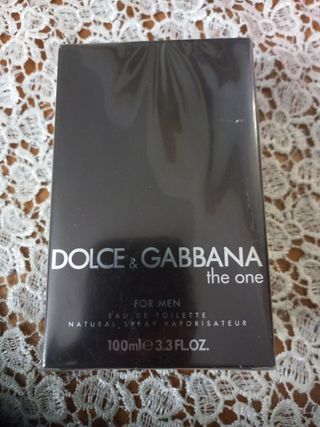 DOLCE & GABBANA
the one
FOR MEN
EAU DE TOILETTE
NATURAL SPRAY VAPORISATEUR
100ml e 3.3 FL.OZ.